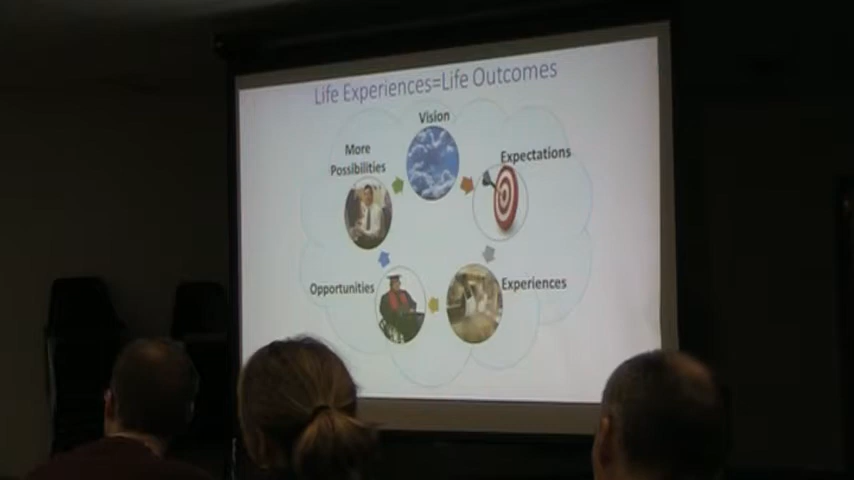 Life Experiences=Life Outcomes
Vision
Expectations
Experiences
Opportunities
More
Possibilities